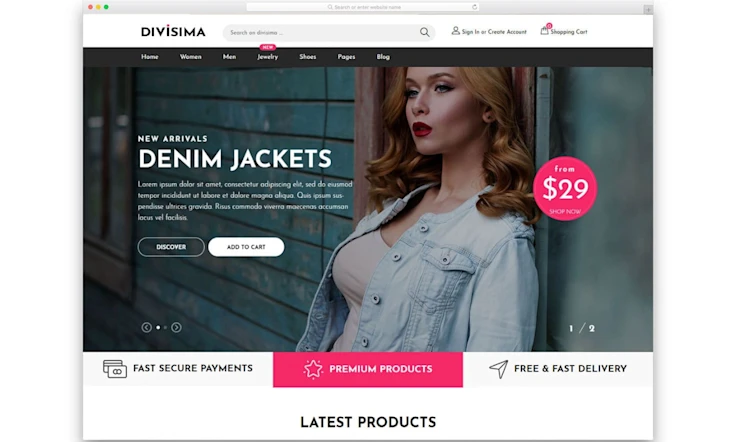 Search or enter website name
DIVISIMA
Search on divisima ...
Sign In or Create Account
0
Shopping Cart
NEW
Home Women Men Jewelry Shoes Pages Blog
NEW ARRIVALS
DENIM JACKETS
Lorem ipsum dolor sit amet, consectetur adipiscing elit, sed do eiusmod
tempor incididunt ut labore et dolore magna aliqua. Quis ipsum sus-
pendisse ultrices gravida. Risus commodo viverra maecenas accumsan
lacus vel facilisis.
DISCOVER ADD TO CART
from
$29
SHOP NOW
1 / 2
FAST SECURE PAYMENTS
PREMIUM PRODUCTS
FREE & FAST DELIVERY
LATEST PRODUCTS